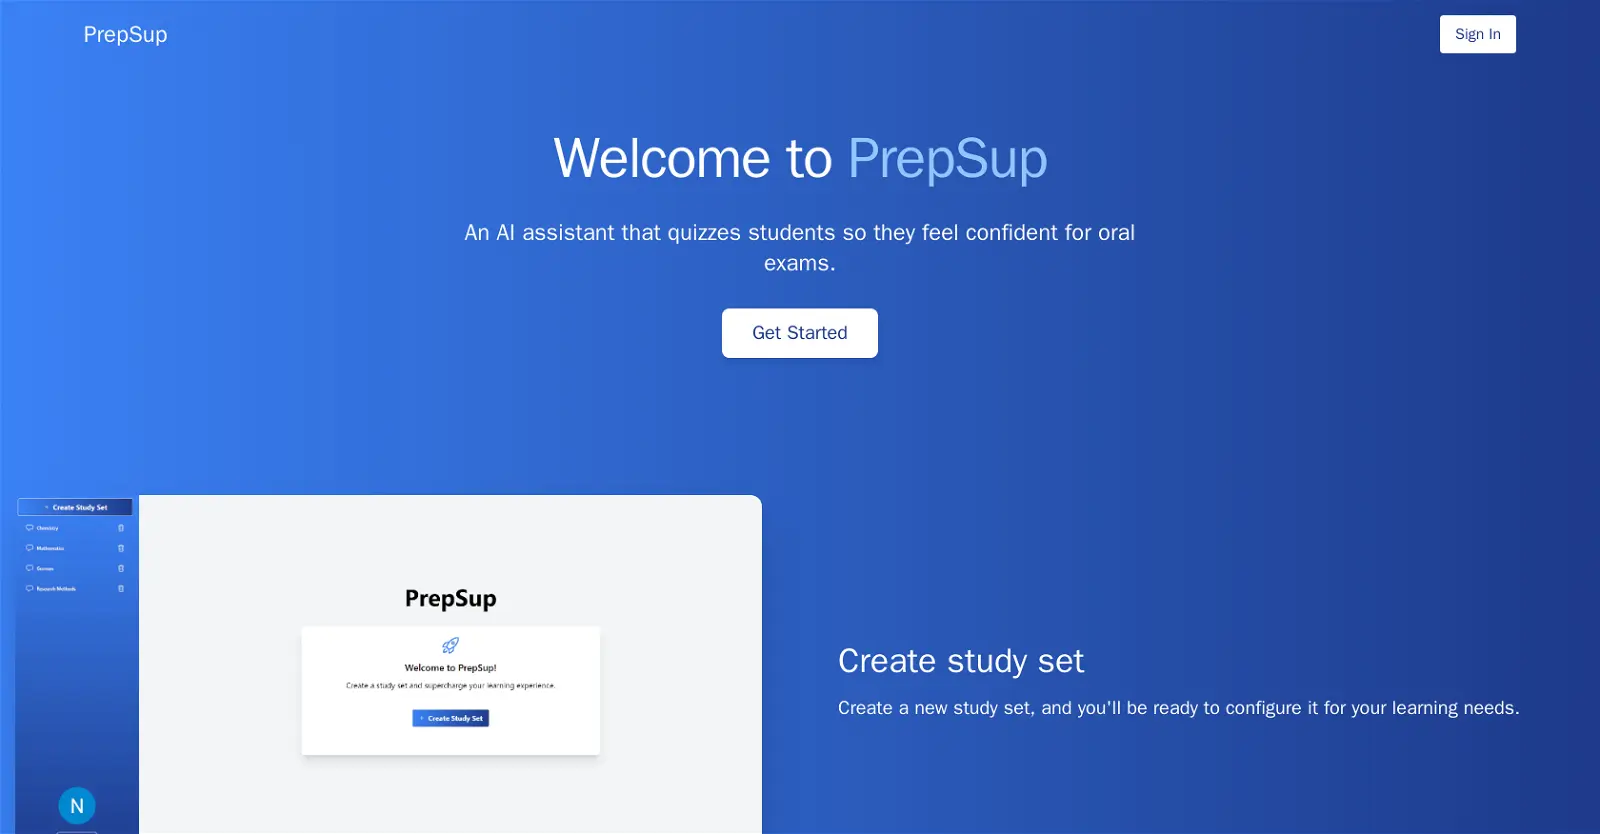 PrepSup
Sign In
Welcome to PrepSup
An AI assistant that quizzes students so they feel confident for oral
exams.
Get Started
+ Create Study Set
Chemistry
Mathematics
German
Research Methods
PrepSup
Welcome to PrepSup!
Create a study set and supercharge your learning experience.
+ Create Study Set
N
Create study set
Create a new study set, and you'll be ready to configure it for your learning needs.